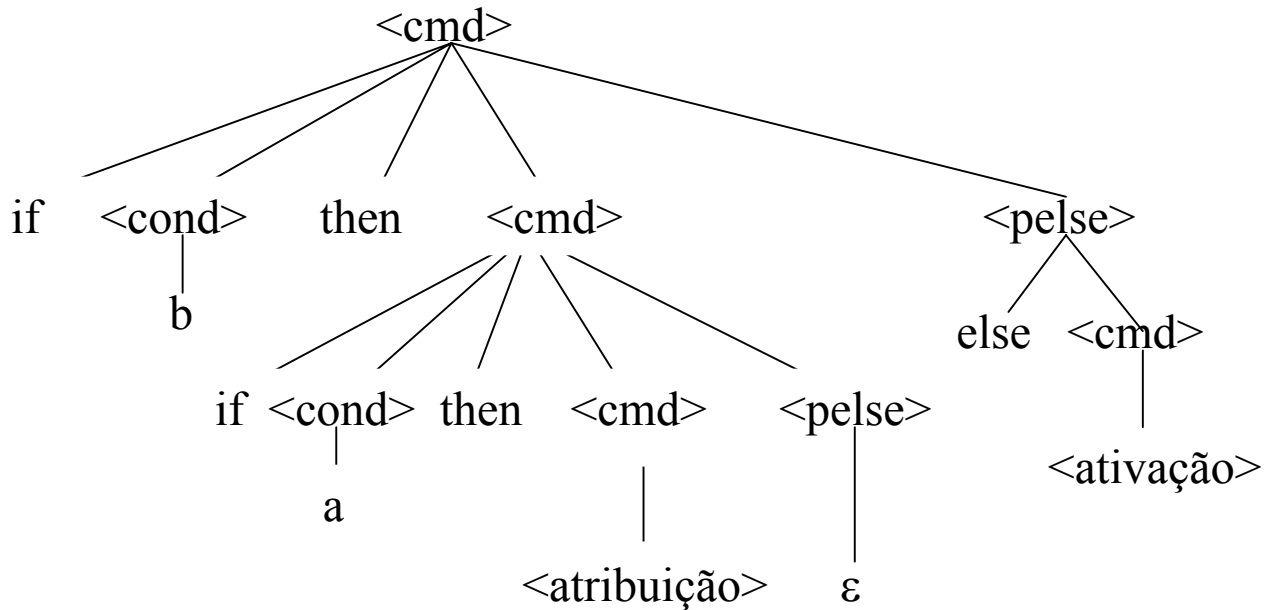 <cmd>
if <cond> then <cmd> <pelse>
b
else <cmd>
if <cond> then <cmd> <pelse>
<ativação>
a
<atribuição> ε